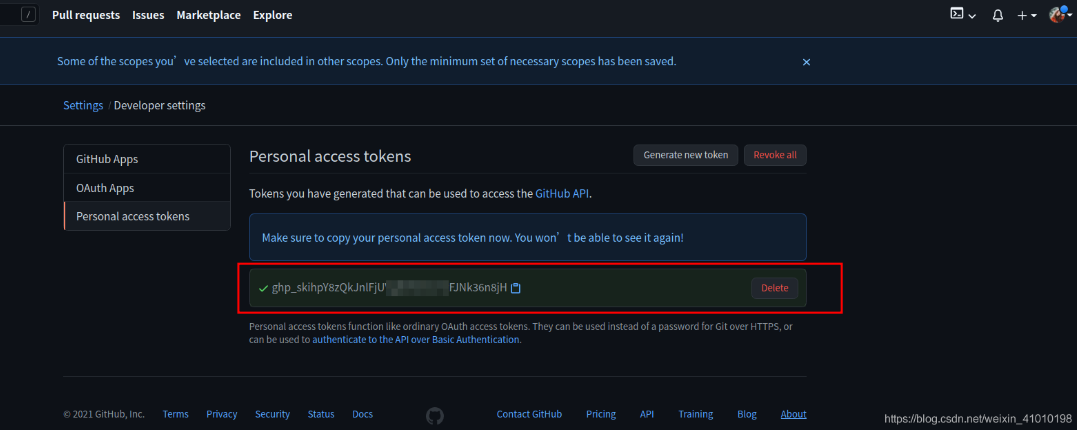 / Pull requests Issues Marketplace Explore
Some of the scopes you’ve selected are included in other scopes. Only the minimum set of necessary scopes has been saved.
Settings / Developer settings
GitHub Apps
OAuth Apps
Personal access tokens
Personal access tokens
Generate new token
Revoke all
Tokens you have generated that can be used to access the GitHub API.
Make sure to copy your personal access token now. You won’t be able to see it again!
ghp_skihpY8zQkJnlFjU FJNk36n8jH
Delete
Personal access tokens function like ordinary OAuth access tokens. They can be used instead of a password for Git over HTTPS, or
can be used to authenticate to the API over Basic Authentication.
© 2021 GitHub, Inc. Terms Privacy Security Status Docs Contact GitHub Pricing API Training Blog About
https://blog.csdn.net/weixin_41010198